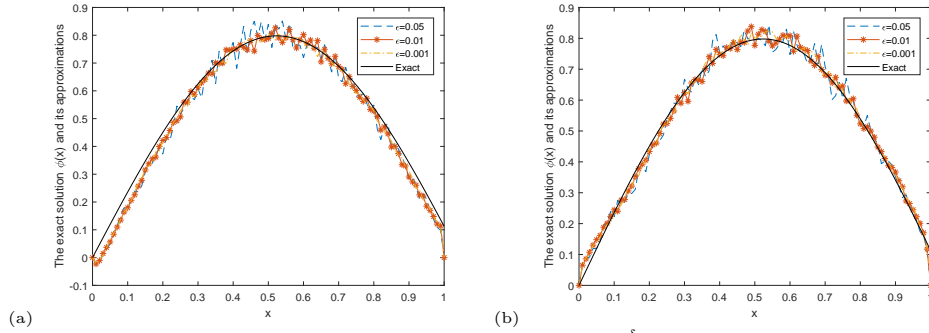 The exact solution ϕ(x) and its approximations
0.9
0.8
0.7
0.6
0.5
0.4
0.3
0.2
0.1
0
-0.1
0 0.1 0.2 0.3 0.4 0.5 0.6 0.7 0.8 0.9 1
x
ϵ=0.05
ϵ=0.01
ϵ=0.001
Exact
(a)
The exact solution ϕ(x) and its approximations
0.9
0.8
0.7
0.6
0.5
0.4
0.3
0.2
0.1
0
0 0.1 0.2 0.3 0.4 0.5 0.6 0.7 0.8 0.9 1
x
ϵ=0.05
ϵ=0.01
ϵ=0.001
Exact
(b)